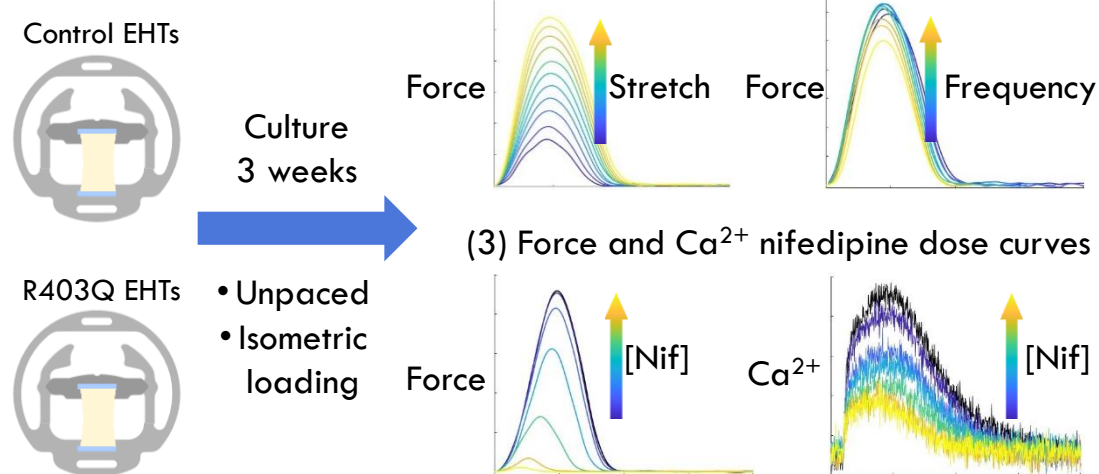 Control EHTs
R403Q EHTs
Culture
3 weeks
• Unpaced
• Isometric
loading
Force
Stretch
Force
Frequency
(3) Force and Ca²⁺ nifedipine dose curves
Force
[Nif]
Ca²⁺
[Nif]